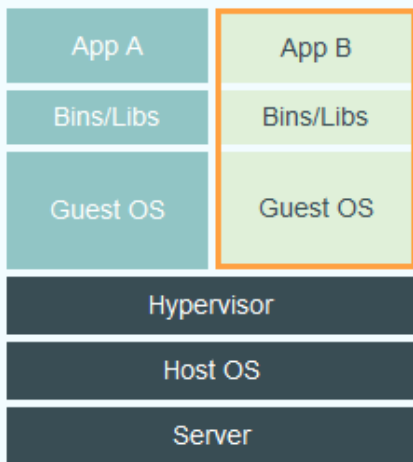 App A
App B
Bins/Libs
Bins/Libs
Guest OS
Guest OS
Hypervisor
Host OS
Server